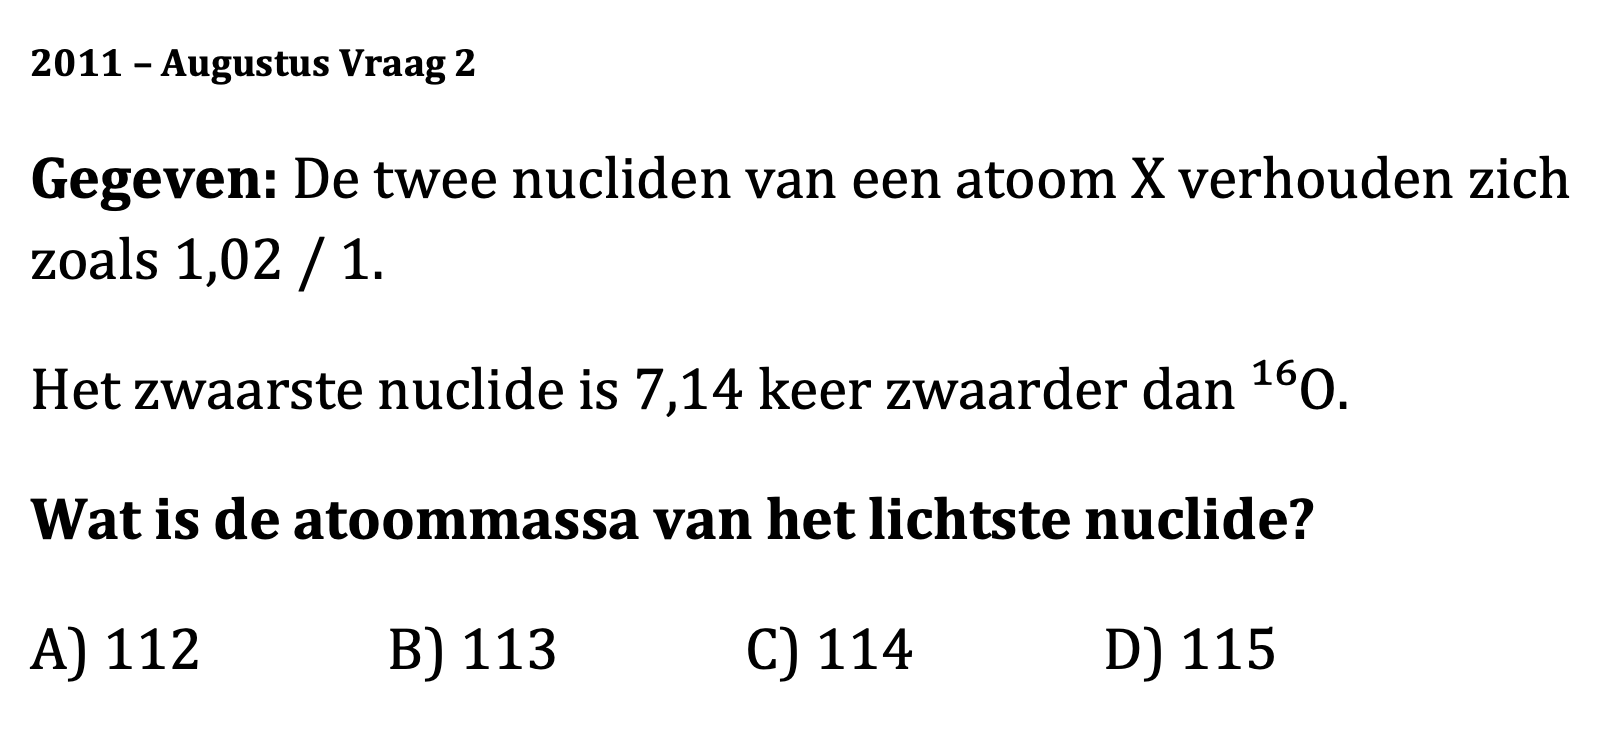 2011 – Augustus Vraag 2
Gegeven: De twee nucliden van een atoom X verhouden zich
zoals 1,02 / 1.
Het zwaarste nuclide is 7,14 keer zwaarder dan ¹⁶O.
Wat is de atoommassa van het lichtste nuclide?
A) 112 B) 113 C) 114 D) 115